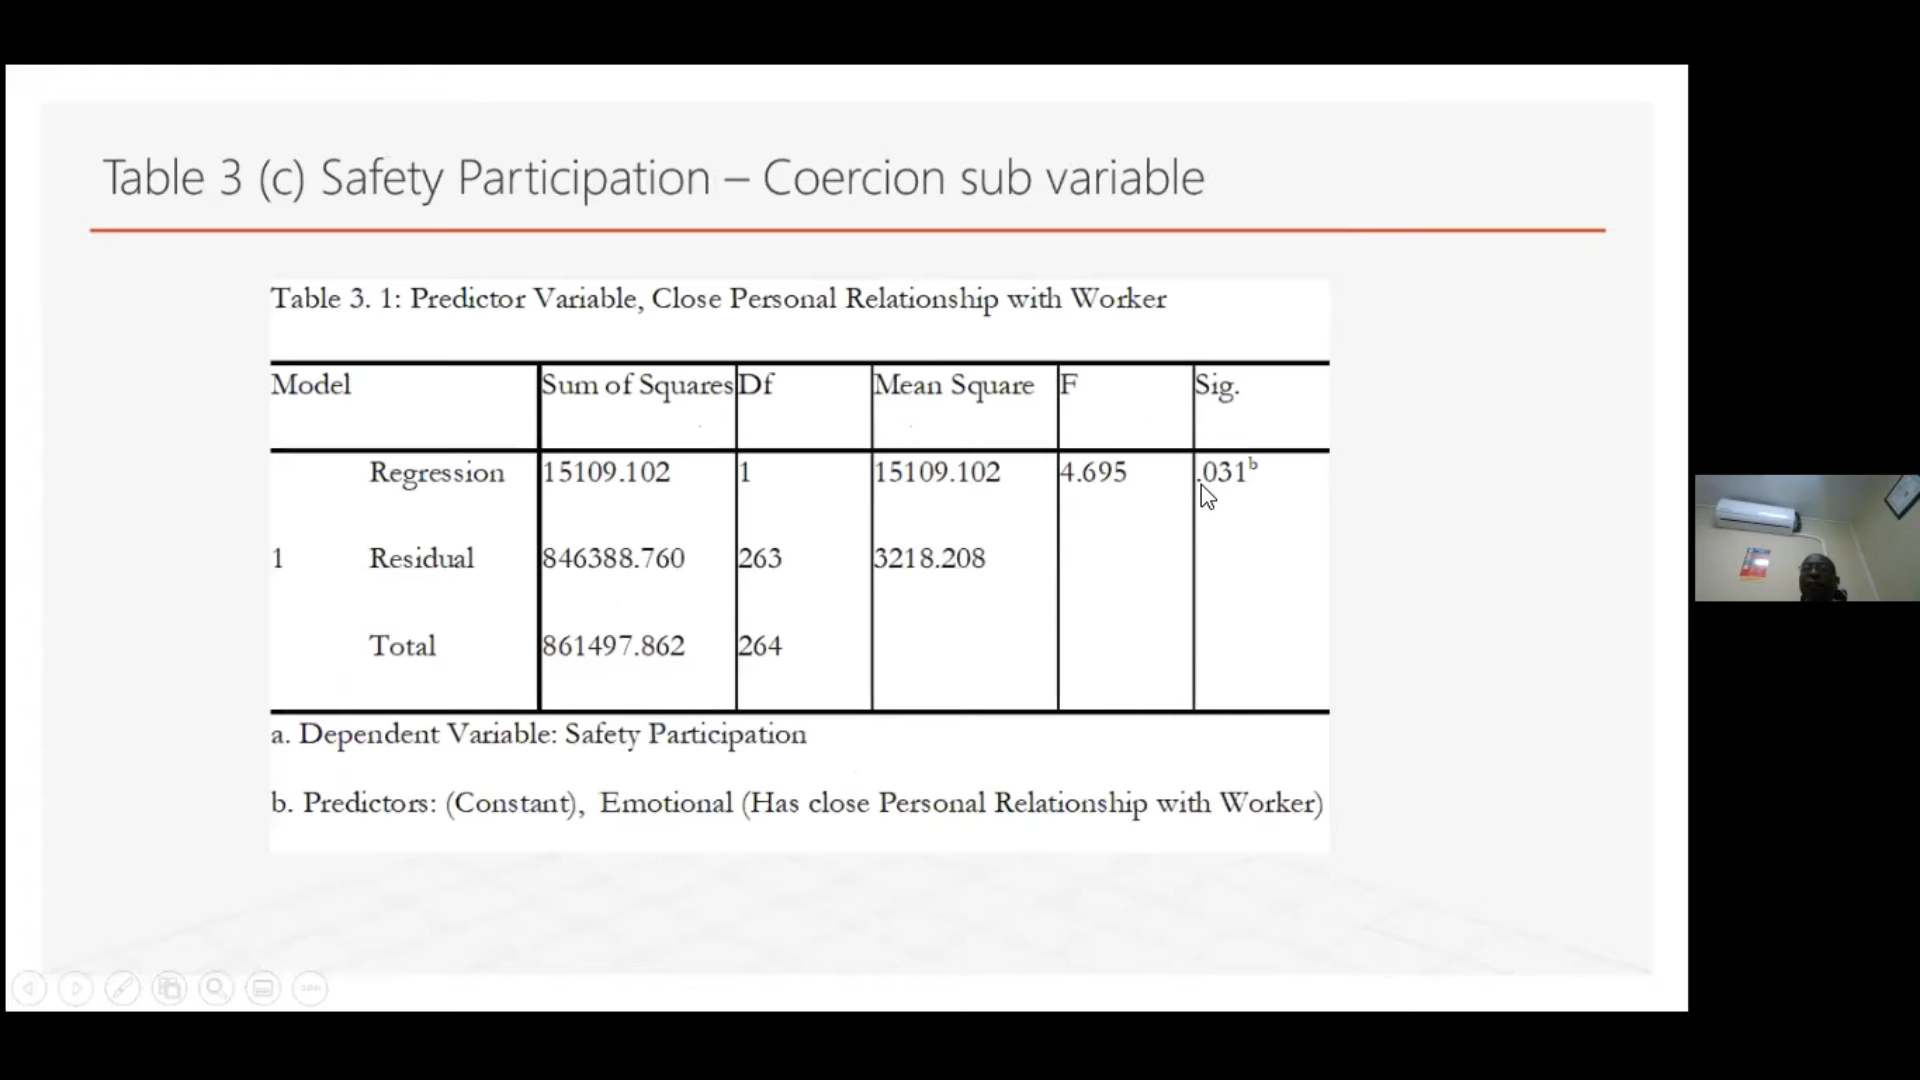 Table 3 (c) Safety Participation – Coercion sub variable
Table 3. 1: Predictor Variable, Close Personal Relationship with Worker
Model Sum of Squares Df Mean Square F Sig.
Regression 15109.102 1 15109.102 4.695 .031ᵇ
1 Residual 846388.760 263 3218.208
Total 861497.862 264
a. Dependent Variable: Safety Participation
b. Predictors: (Constant), Emotional (Has close Personal Relationship with Worker)